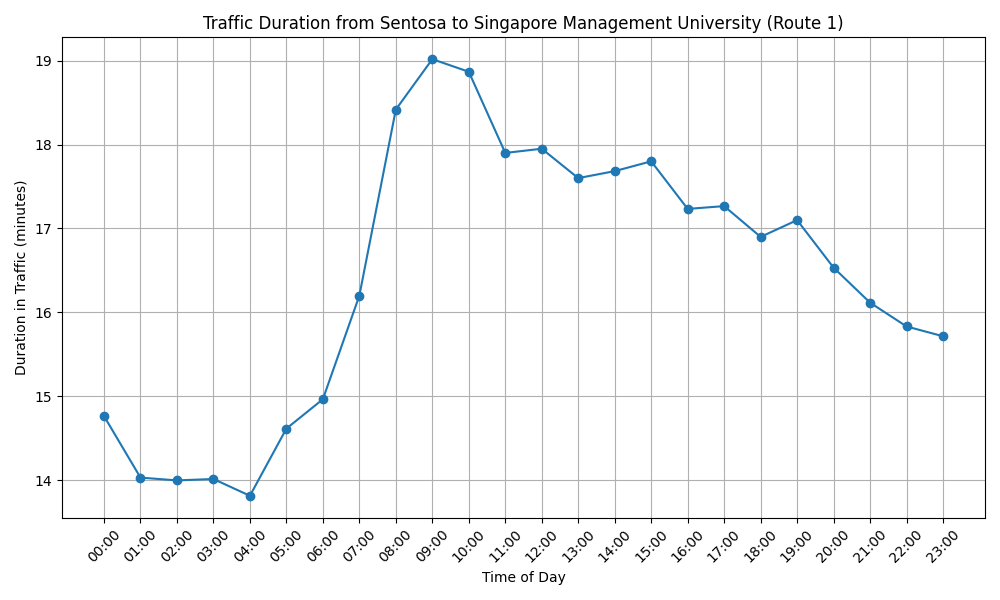 Traffic Duration from Sentosa to Singapore Management University (Route 1)
Duration in Traffic (minutes)
19
18
17
16
15
14
00:00 01:00 02:00 03:00 04:00 05:00 06:00 07:00 08:00 09:00 10:00 11:00 12:00 13:00 14:00 15:00 16:00 17:00 18:00 19:00 20:00 21:00 22:00 23:00
Time of Day